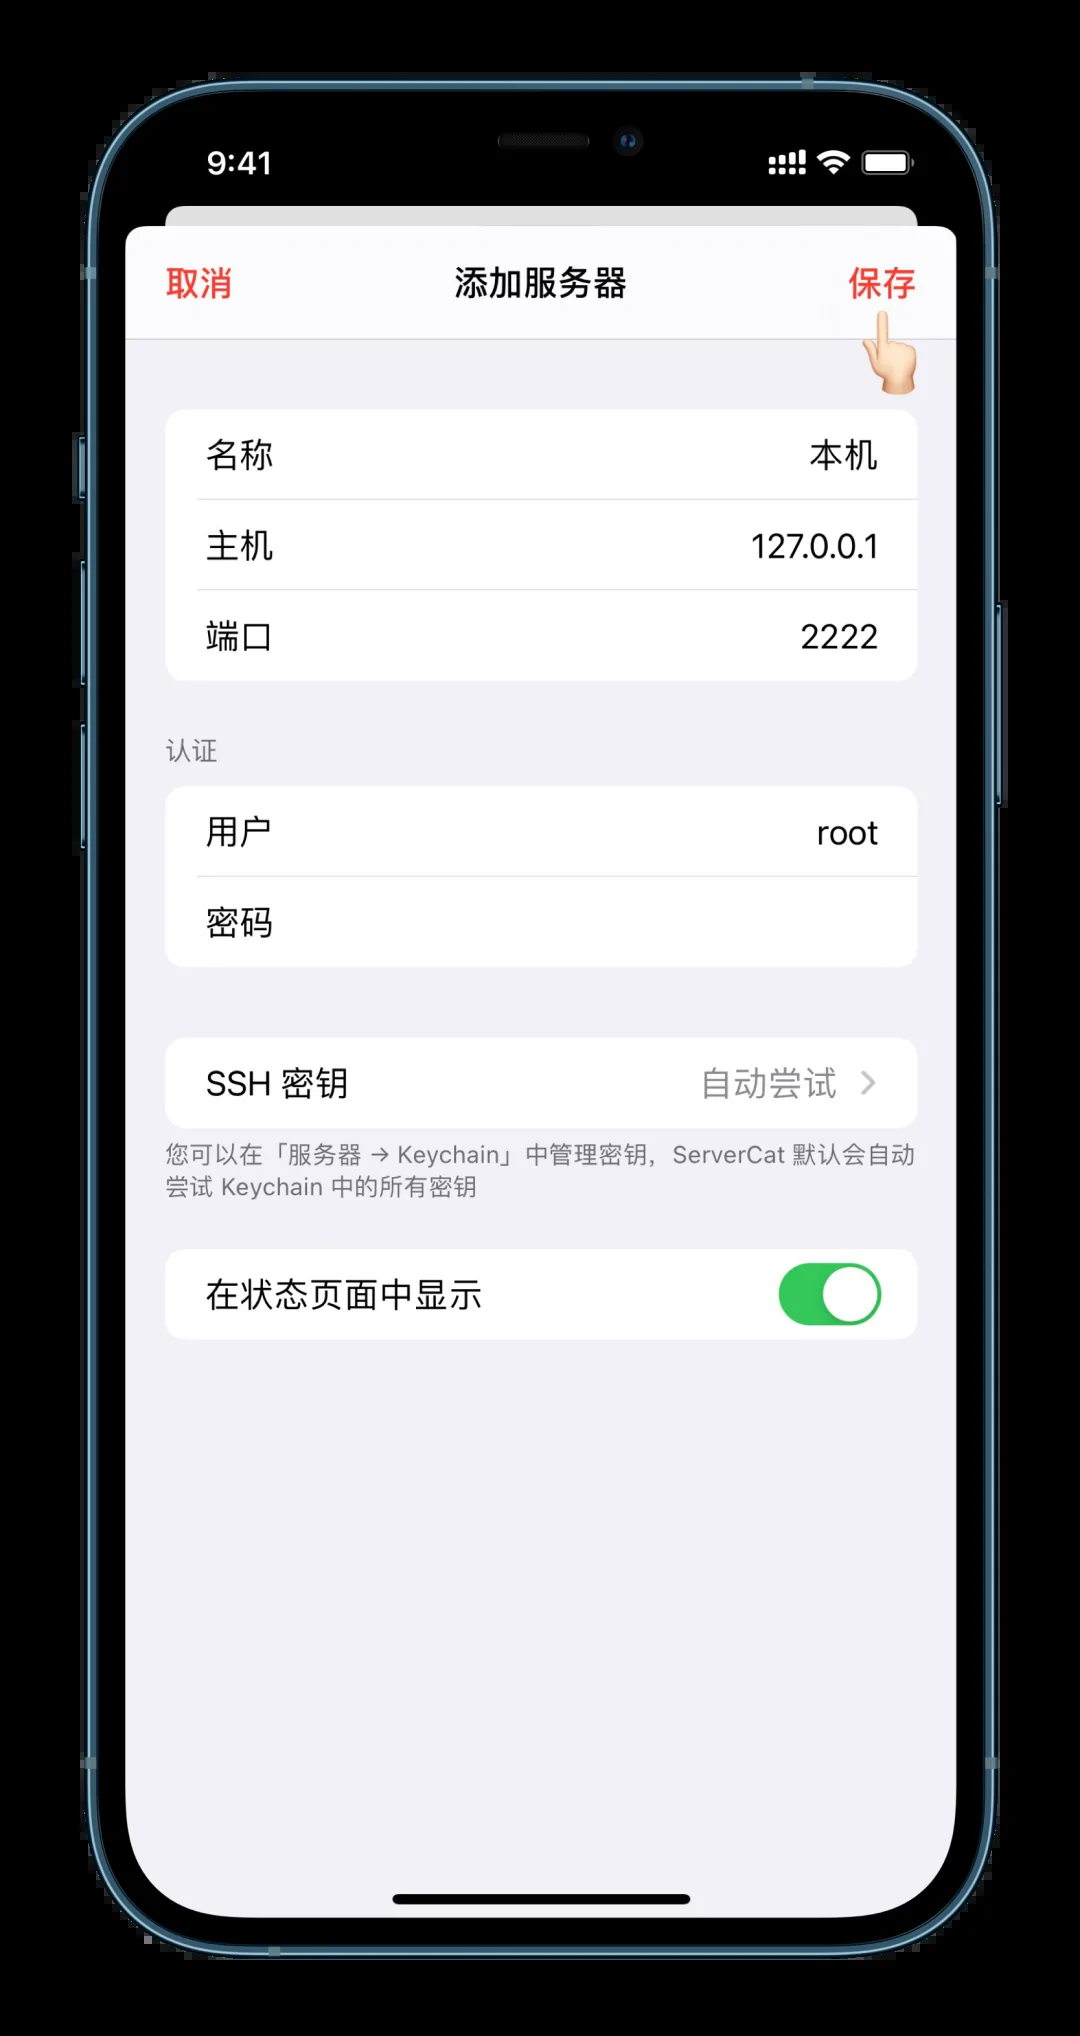 9:41
取消
添加服务器
保存
名称
本机
主机
127.0.0.1
端口
2222
认证
用户
root
密码
SSH 密钥
自动尝试
您可以在「服务器 → Keychain」中管理密钥，ServerCat 默认会自动
尝试 Keychain 中的所有密钥
在状态页面中显示